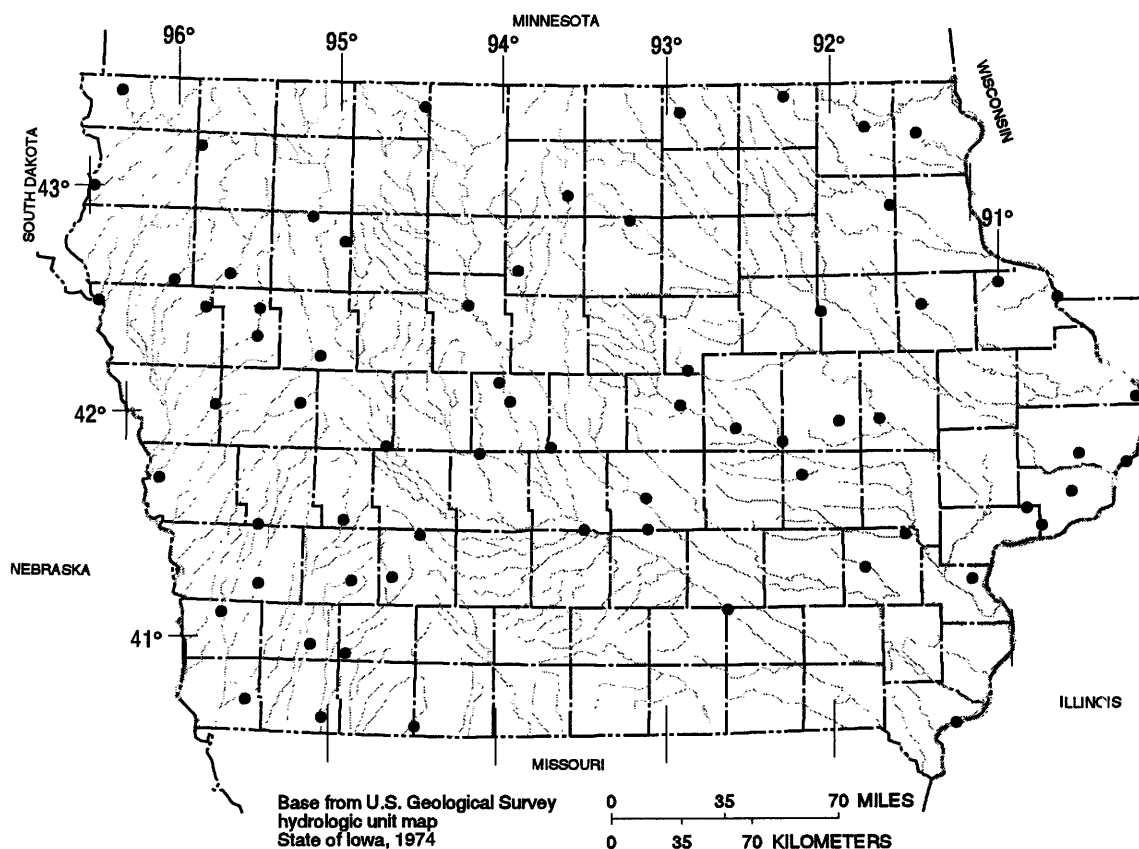 MINNESOTA
96° 95° 94° 93° 92°
WISCONSIN
SOUTH DAKOTA
43°
91°
42°
NEBRASKA
41°
ILLINOIS
MISSOURI
Base from U.S. Geological Survey
hydrologic unit map
State of Iowa, 1974
0 35 70 MILES
0 35 70 KILOMETERS